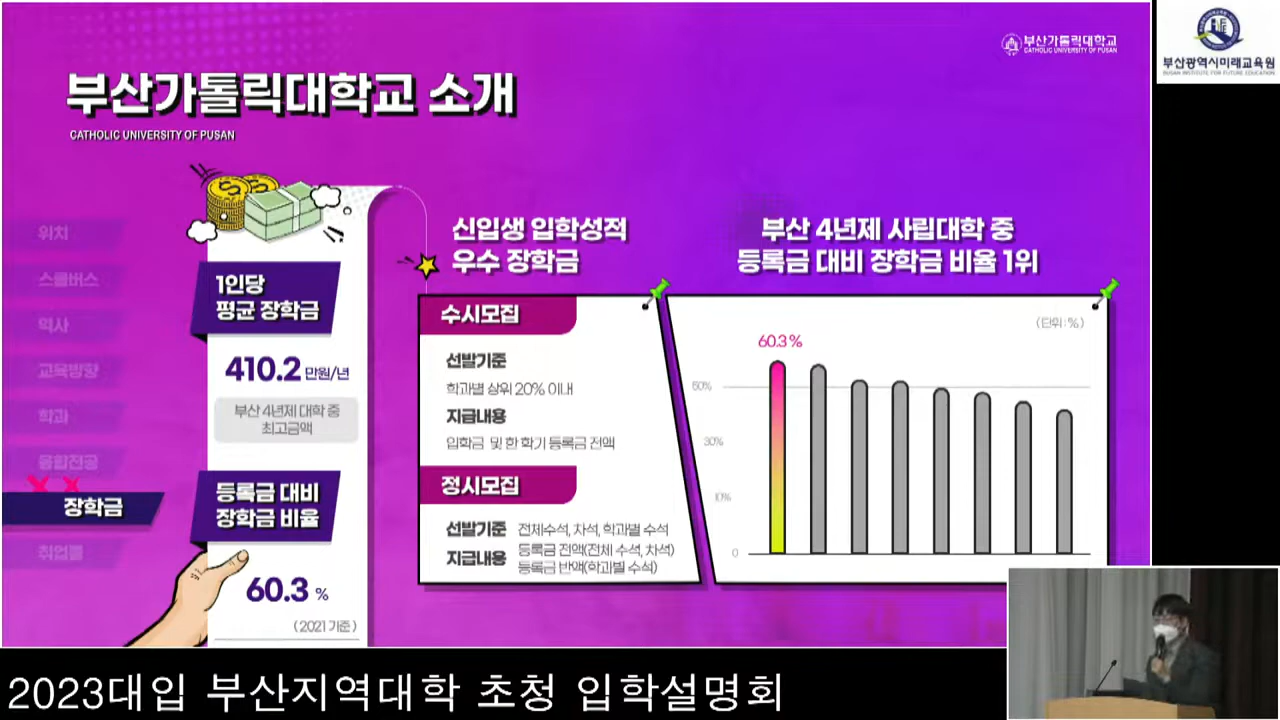 부산가톨릭대학교
CATHOLIC UNIVERSITY OF PUSAN
부산광역시미래교육원
BUSAN INSTITUTE FOR FUTURE EDUCATION
부산가톨릭대학교 소개
CATHOLIC UNIVERSITY OF PUSAN
위치
스쿨버스
역사
교육방향
학과
융합전공
장학금
취업률
1인당
평균 장학금
410.2 만원/년
부산 4년제 대학 중
최고금액
등록금 대비
장학금 비율
60.3 %
(2021 기준)
신입생 입학성적
우수 장학금
수시모집
선발기준
학과별 상위 20% 이내
지급내용
입학금 및 한 학기 등록금 전액
정시모집
선발기준 전체수석, 차석, 학과별 수석
지급내용 등록금 전액(전체 수석, 차석)
등록금 반액(학과별 수석)
부산 4년제 사립대학 중
등록금 대비 장학금 비율 1위
(단위:%)
60.3%
50%
30%
10%
0
2023대입 부산지역대학 초청 입학설명회